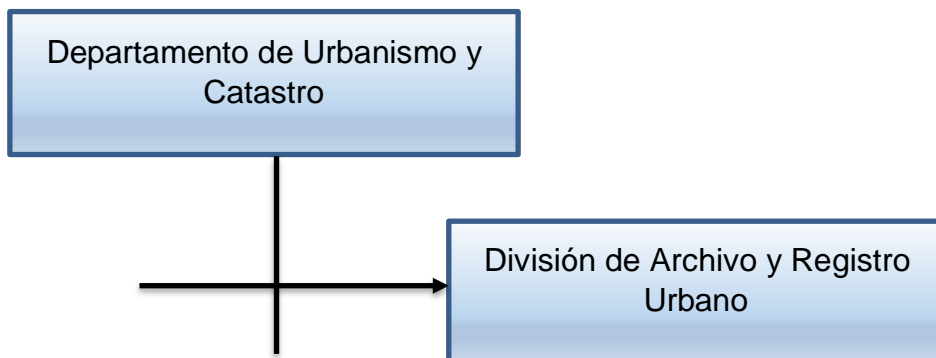 Departamento de Urbanismo y
Catastro
División de Archivo y Registro
Urbano